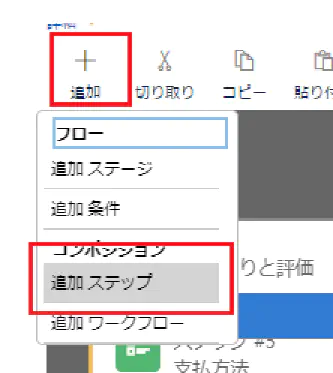 評価
追加
切り取り
コピー
貼り付
フロー
追加 ステージ
追加 条件
コンポジション
追加 ステップ
りと評価
追加 ワークフロー
ステップ #5
支払方法